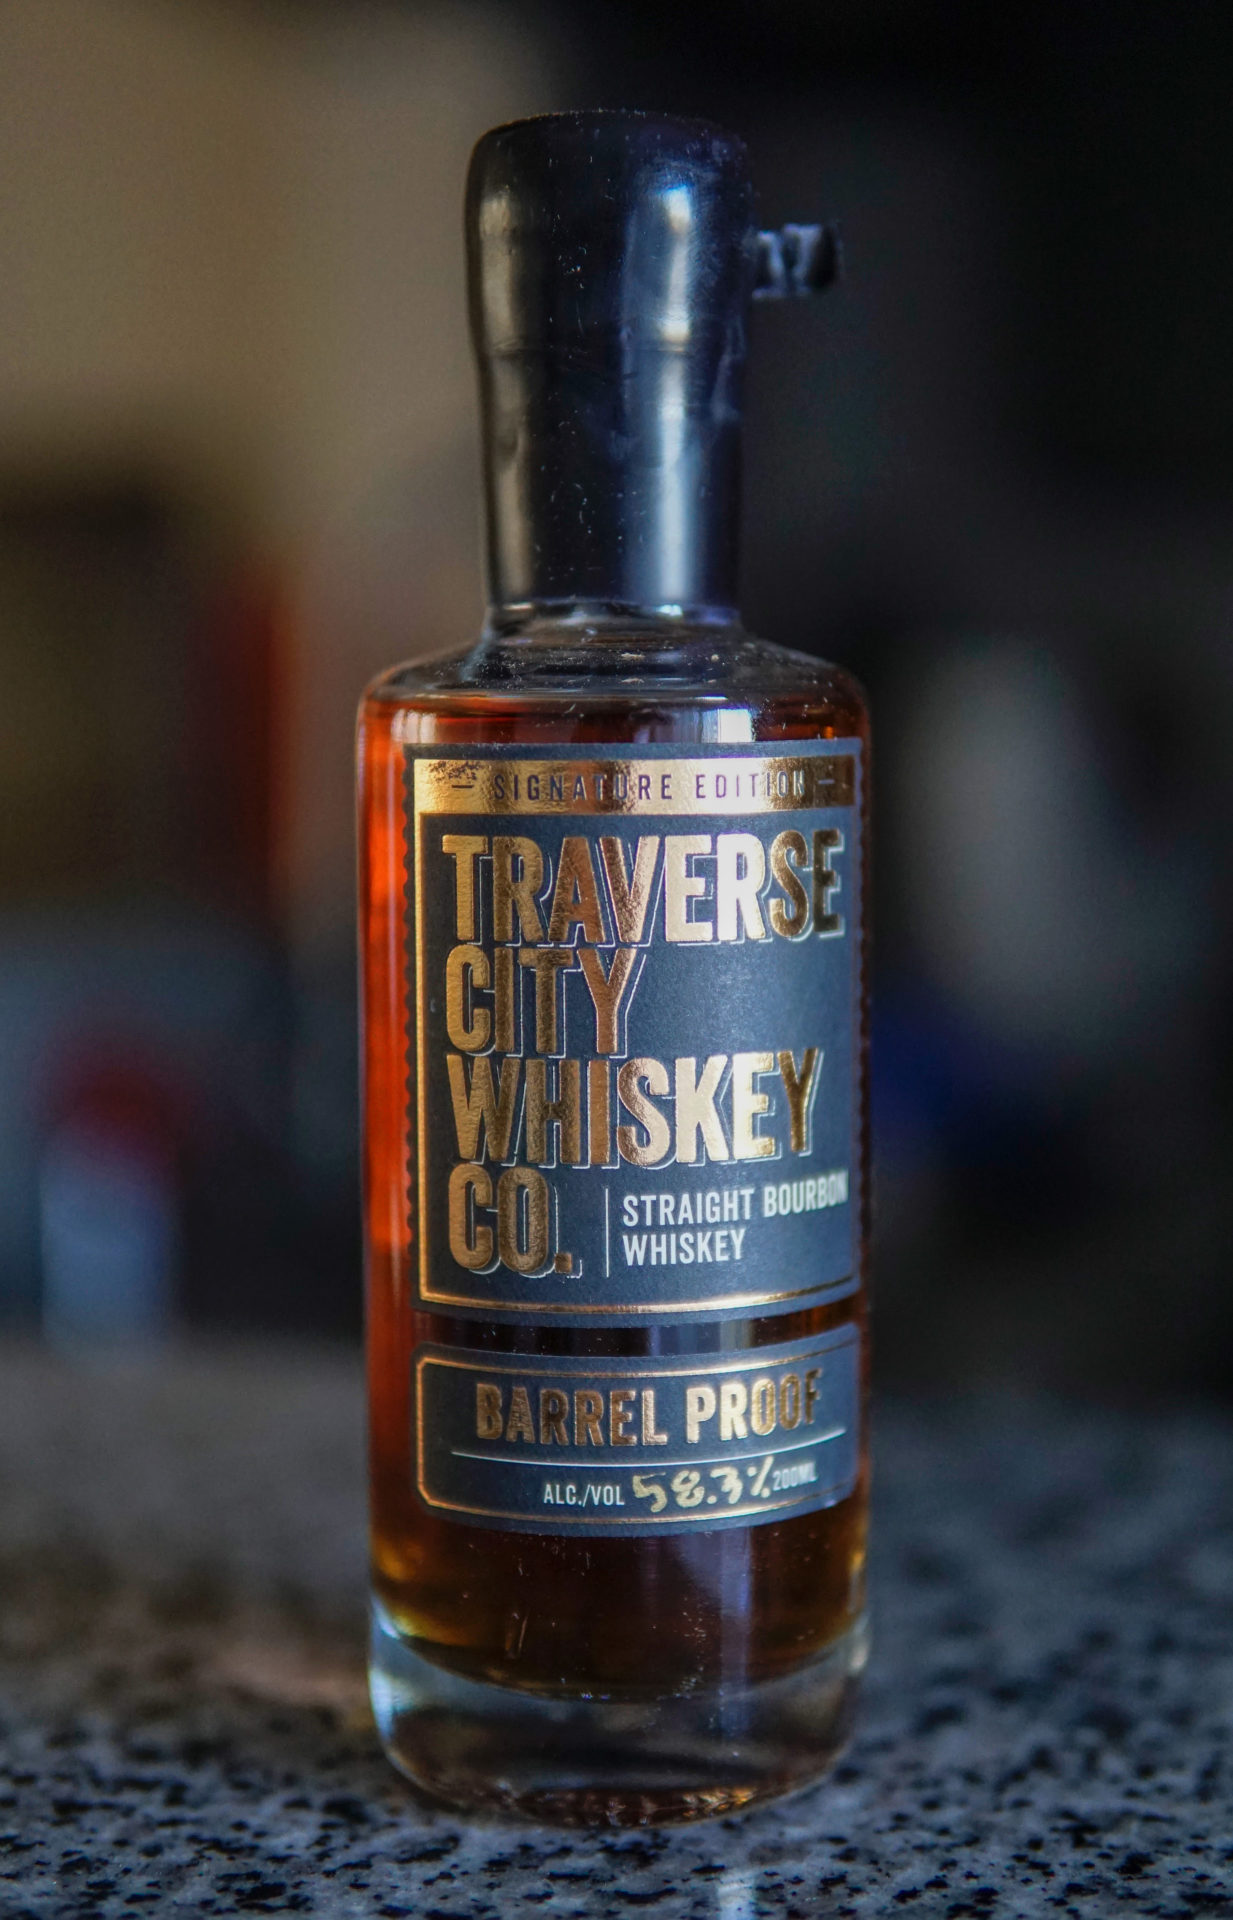 — SIGNATURE EDITION —
TRAVERSE
CITY
WHISKEY
CO.
STRAIGHT BOURBON
WHISKEY
BARREL PROOF
ALC./VOL 58.3% 200ML